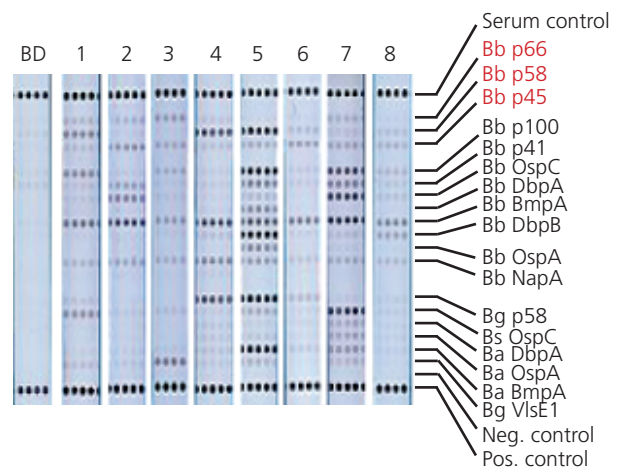 Serum control
BD 1 2 3 4 5 6 7 8
Bb p66
Bb p58
Bb p45
Bb p100
Bb p41
Bb OspC
Bb DbpA
Bb BmpA
Bb DbpB
Bb OspA
Bb NapA
Bg p58
Bs OspC
Ba DbpA
Ba OspA
Ba BmpA
Bg VlsE1
Neg. control
Pos. control